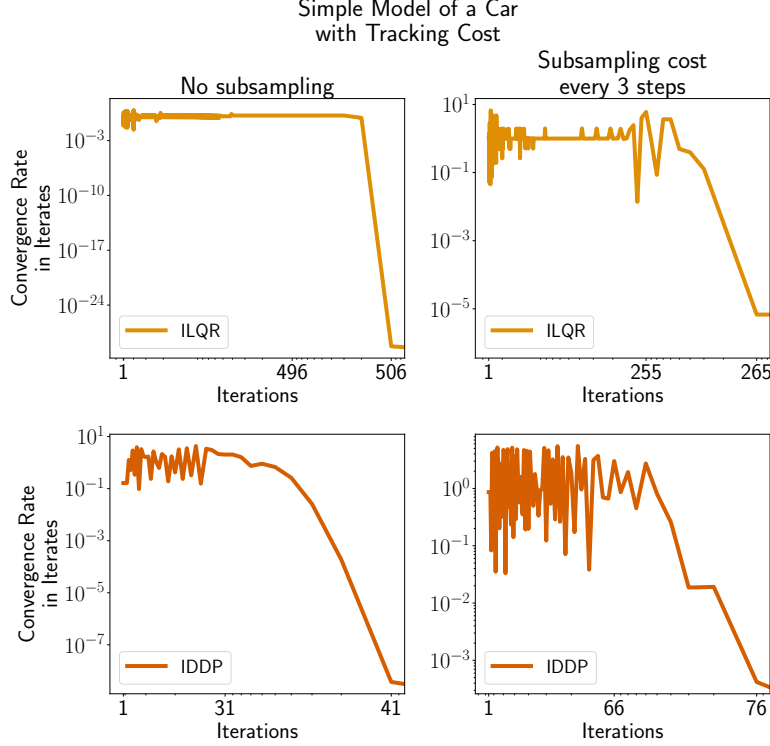 Simple Model of a Car
with Tracking Cost
No subsampling
Subsampling cost
every 3 steps
Convergence Rate
in Iterates
10^{-3}
10^{-10}
10^{-17}
10^{-24}
ILQR
1
496
506
Iterations
10^{1}
10^{-1}
10^{-3}
10^{-5}
ILQR
1
255
265
Iterations
Convergence Rate
in Iterates
10^{1}
10^{-1}
10^{-3}
10^{-5}
10^{-7}
IDDP
1
31
41
Iterations
10^{0}
10^{-1}
10^{-2}
10^{-3}
IDDP
1
66
76
Iterations